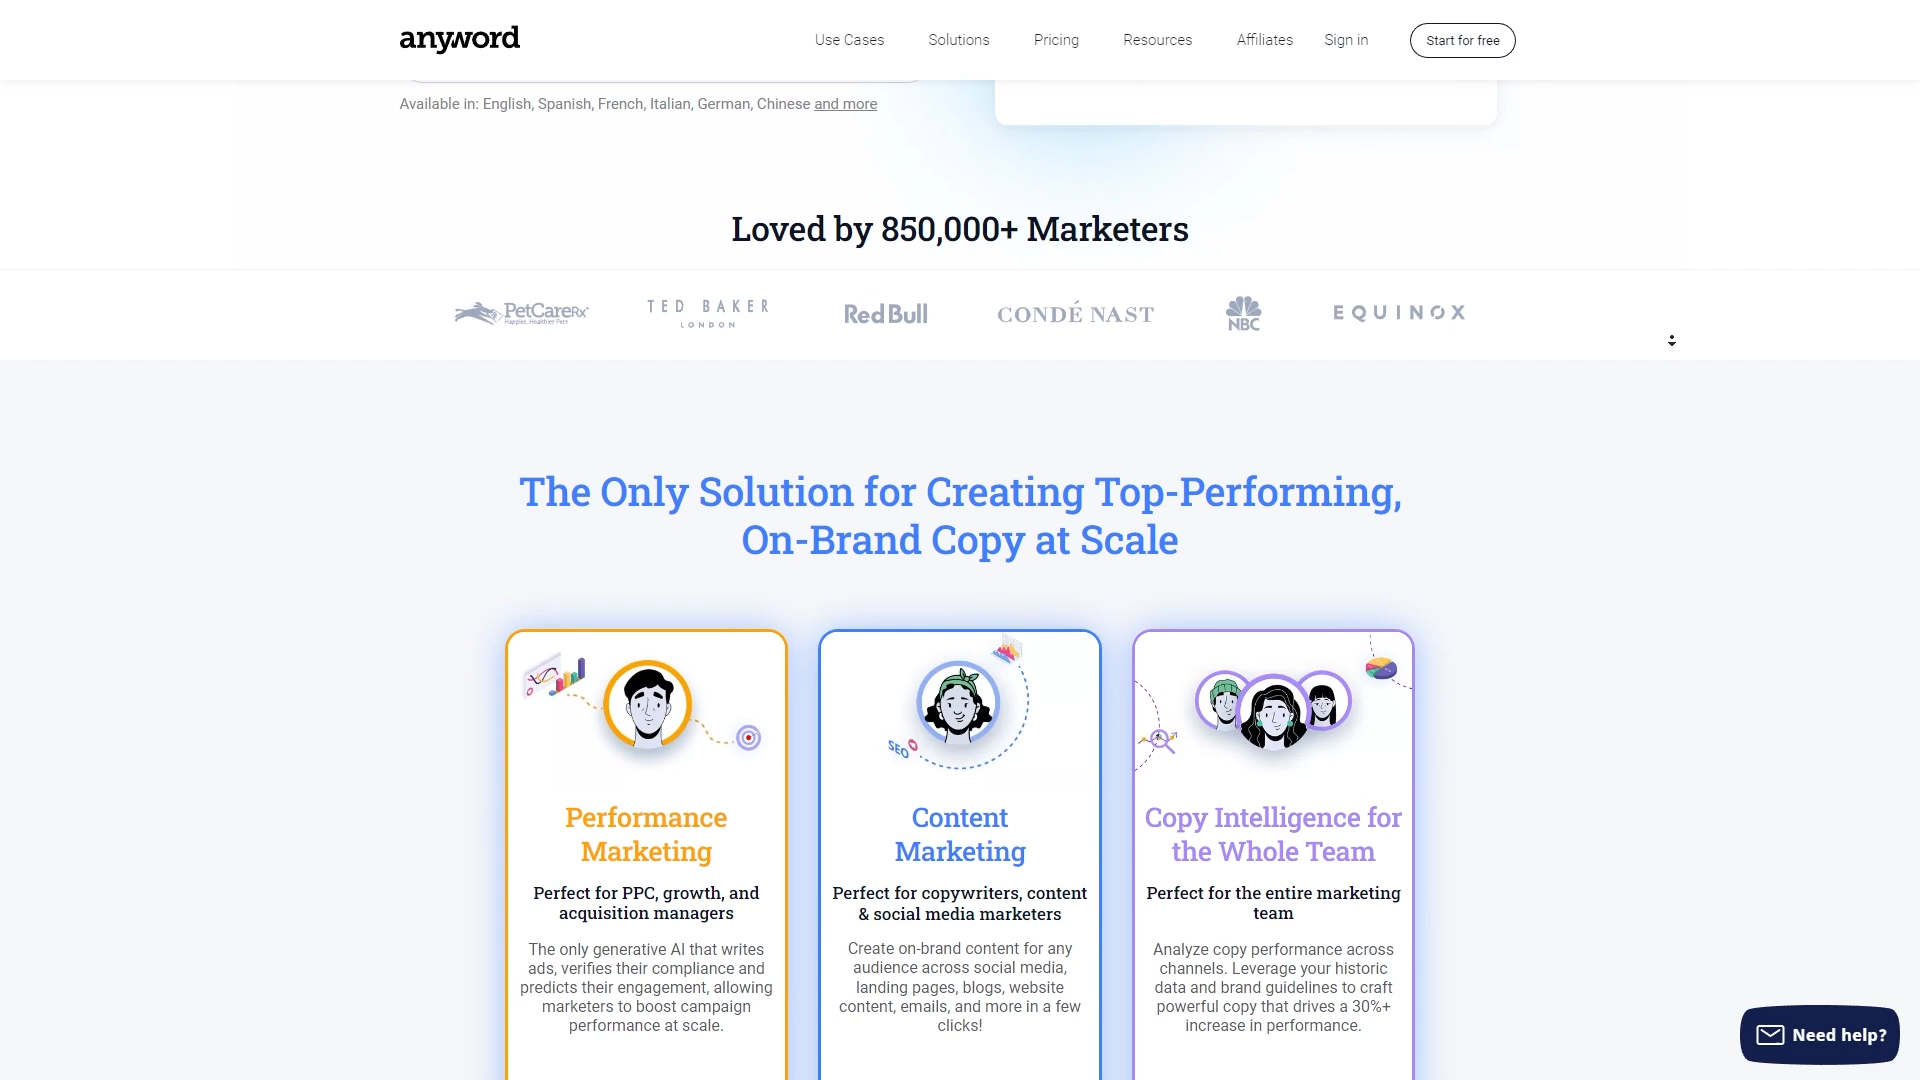 anyword
Use Cases
Solutions
Pricing
Resources
Affiliates
Sign in
Start for free
Available in: English, Spanish, French, Italian, German, Chinese and more
Loved by 850,000+ Marketers
PetCareRx
Happier, Healthier Pets
TED BAKER
LONDON
Red Bull
CONDÉ NAST
NBC
EQUINOX
The Only Solution for Creating Top-Performing,
On-Brand Copy at Scale
SEO
Performance
Marketing
Perfect for PPC, growth, and
acquisition managers
The only generative AI that writes
ads, verifies their compliance and
predicts their engagement, allowing
marketers to boost campaign
performance at scale.
Content
Marketing
Perfect for copywriters, content
& social media marketers
Create on-brand content for any
audience across social media,
landing pages, blogs, website
content, emails, and more in a few
clicks!
Copy Intelligence for
the Whole Team
Perfect for the entire marketing
team
Analyze copy performance across
channels. Leverage your historic
data and brand guidelines to craft
powerful copy that drives a 30%+
increase in performance.
Need help?